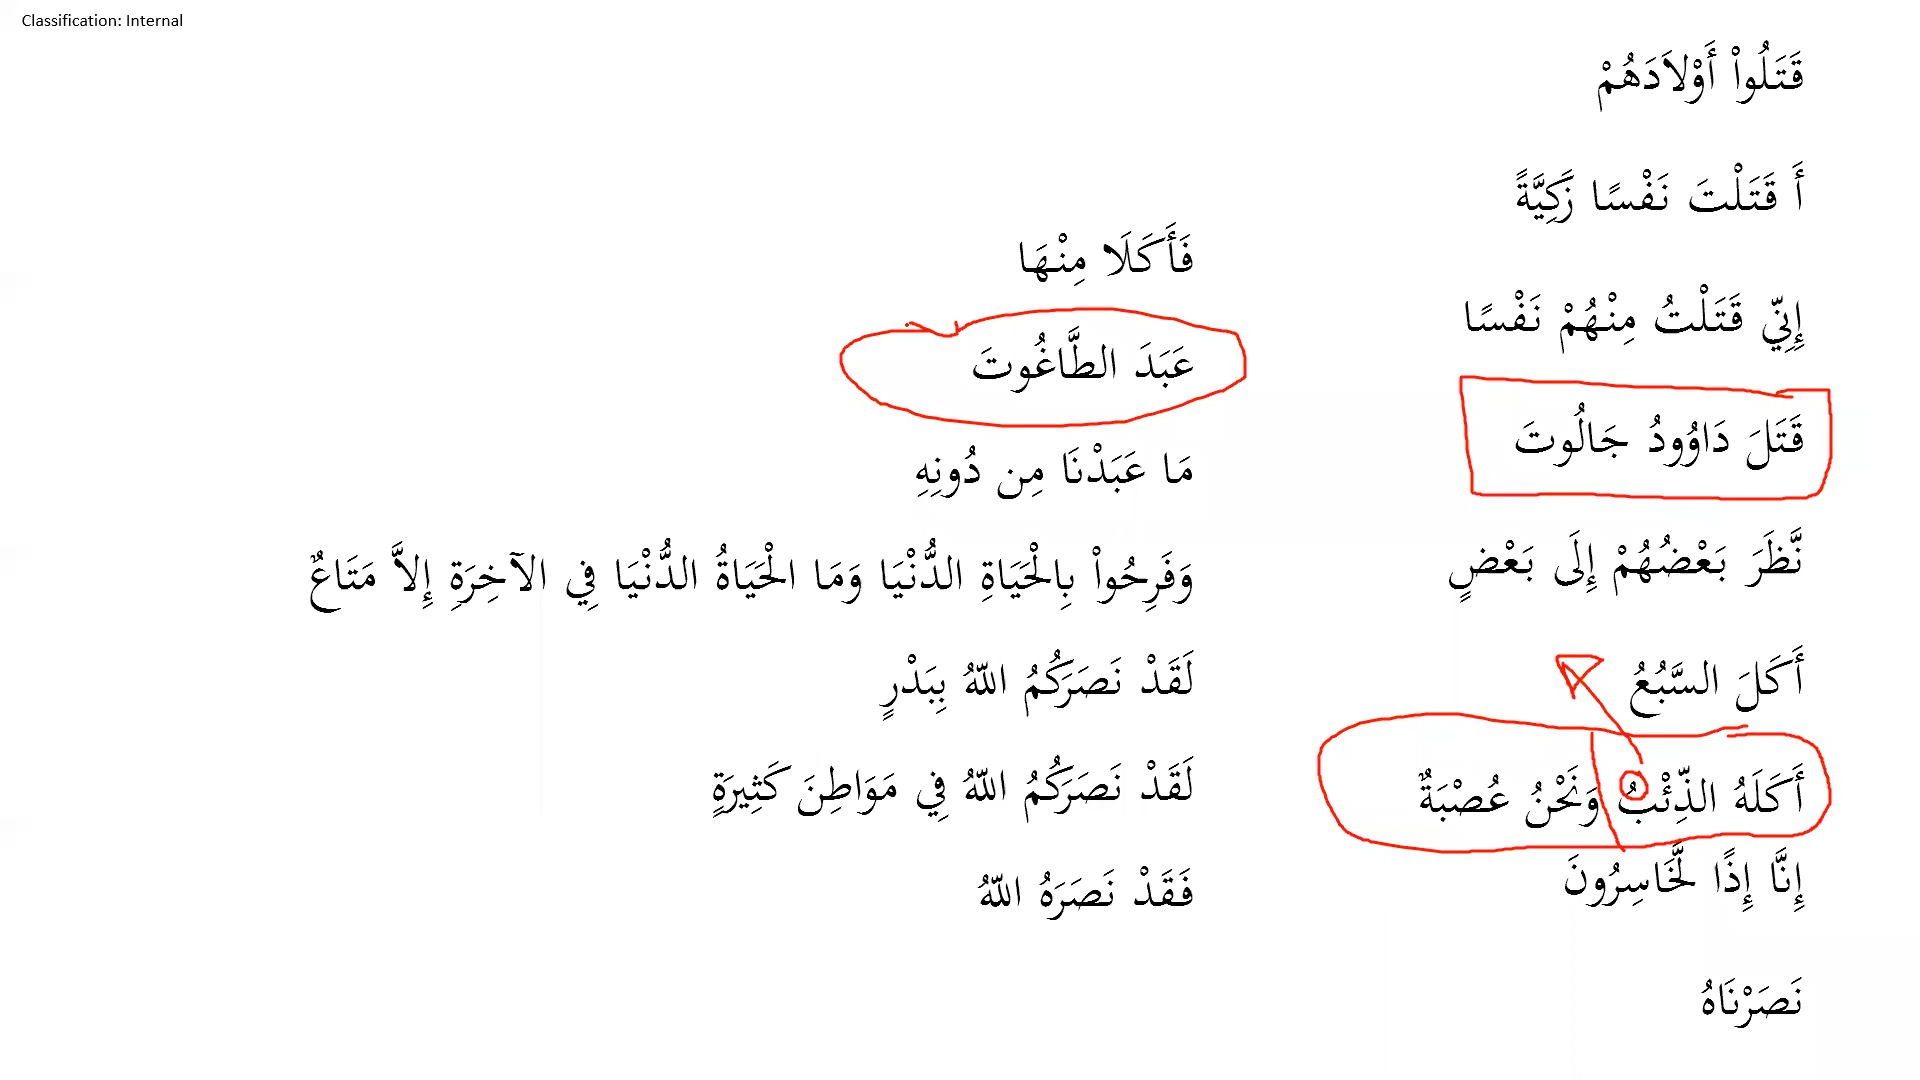 Classification: Internal
قَتَلُواْ أَوْلاَدَهُمْ
أَ قَتَلْتَ نَفْسًا زَكِيَّةً
إِنِّي قَتَلْتُ مِنْهُمْ نَفْسًا
قَتَلَ دَاوُودُ جَالُوتَ
نَّظَرَ بَعْضُهُمْ إِلَى بَعْضٍ
أَكَلَ السَّبُعُ
أَكَلَهُ الذِّئْبُ وَنَحْنُ عُصْبَةٌ
إِنَّا إِذًا لَّخَاسِرُونَ
نَصَرْنَاهُ
فَأَكَلَا مِنْهَا
عَبَدَ الطَّاغُوتَ
مَا عَبَدْنَا مِن دُونِهِ
وَفَرِحُواْ بِالْحَيَاةِ الدُّنْيَا وَمَا الْحَيَاةُ الدُّنْيَا فِي الآخِرَةِ إِلاَّ مَتَاعٌ
لَقَدْ نَصَرَكُمُ اللّهُ بِبَدْرٍ
لَقَدْ نَصَرَكُمُ اللّهُ فِي مَوَاطِنَ كَثِيرَةٍ
فَقَدْ نَصَرَهُ اللّهُ